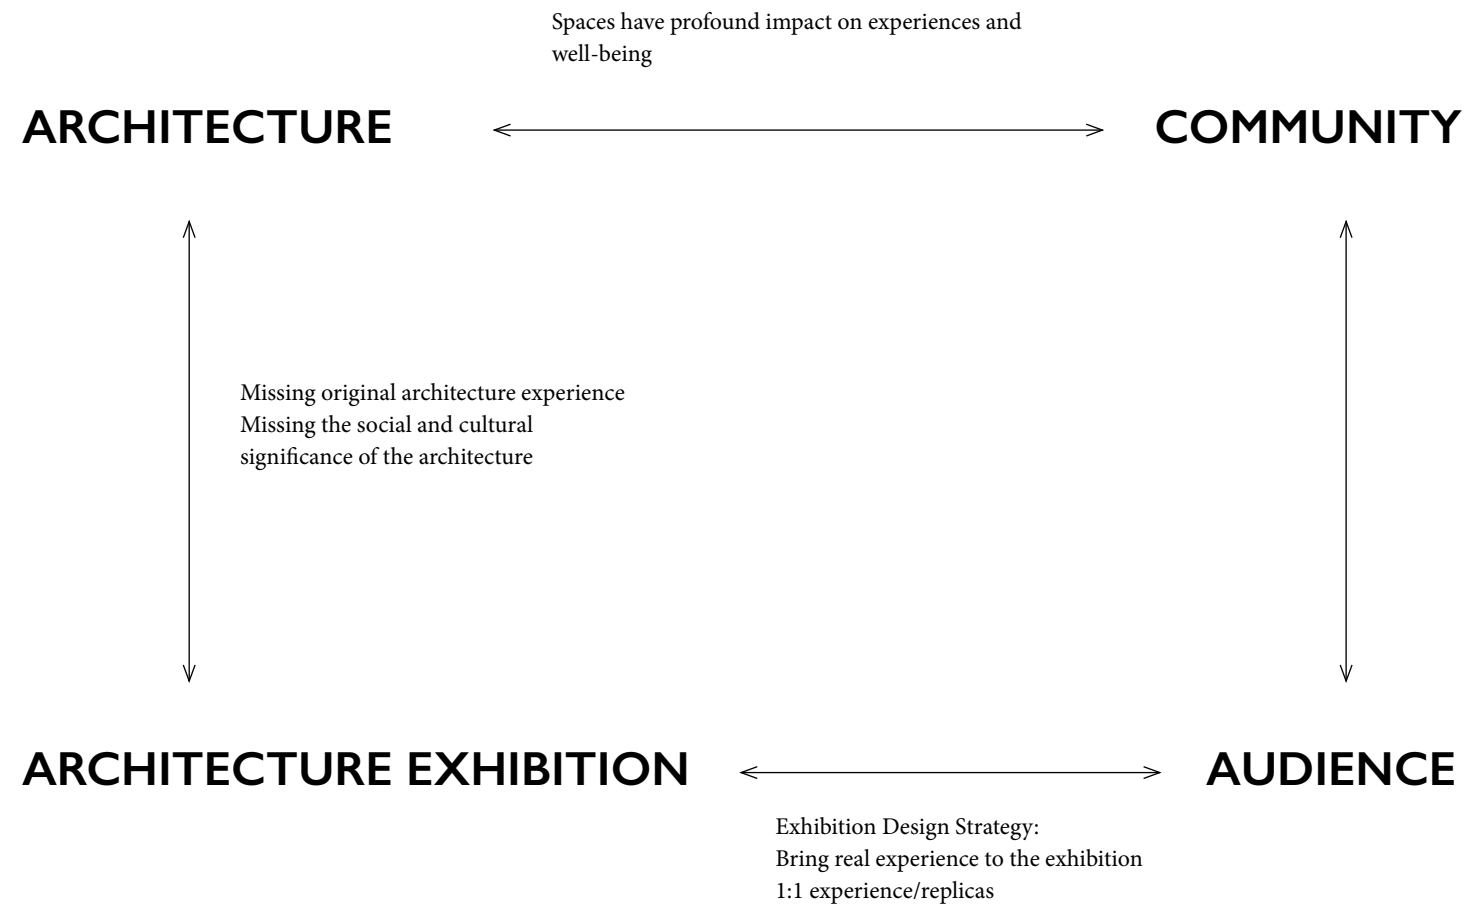 Spaces have profound impact on experiences and
well-being
ARCHITECTURE
COMMUNITY
Missing original architecture experience
Missing the social and cultural
significance of the architecture
ARCHITECTURE EXHIBITION
AUDIENCE
Exhibition Design Strategy:
Bring real experience to the exhibition
1:1 experience/replicas